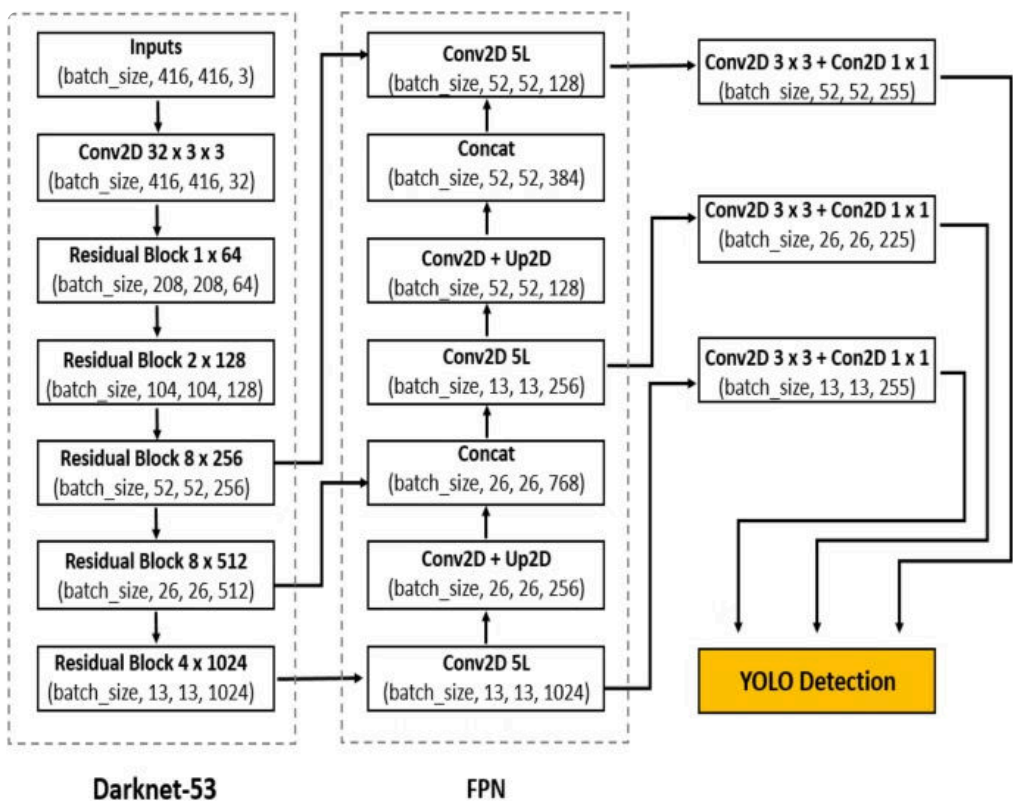 Inputs
(batch_size, 416, 416, 3)
Conv2D 32 x 3 x 3
(batch_size, 416, 416, 32)
Residual Block 1 x 64
(batch_size, 208, 208, 64)
Residual Block 2 x 128
(batch_size, 104, 104, 128)
Residual Block 8 x 256
(batch_size, 52, 52, 256)
Residual Block 8 x 512
(batch_size, 26, 26, 512)
Residual Block 4 x 1024
(batch_size, 13, 13, 1024)
Darknet-53
Conv2D 5L
(batch_size, 52, 52, 128)
Concat
(batch_size, 52, 52, 384)
Conv2D + Up2D
(batch_size, 52, 52, 128)
Conv2D 5L
(batch_size, 13, 13, 256)
Concat
(batch_size, 26, 26, 768)
Conv2D + Up2D
(batch_size, 26, 26, 256)
Conv2D 5L
(batch_size, 13, 13, 1024)
FPN
Conv2D 3 x 3 + Con2D 1 x 1
(batch_size, 52, 52, 255)
Conv2D 3 x 3 + Con2D 1 x 1
(batch_size, 26, 26, 225)
Conv2D 3 x 3 + Con2D 1 x 1
(batch_size, 13, 13, 255)
YOLO Detection